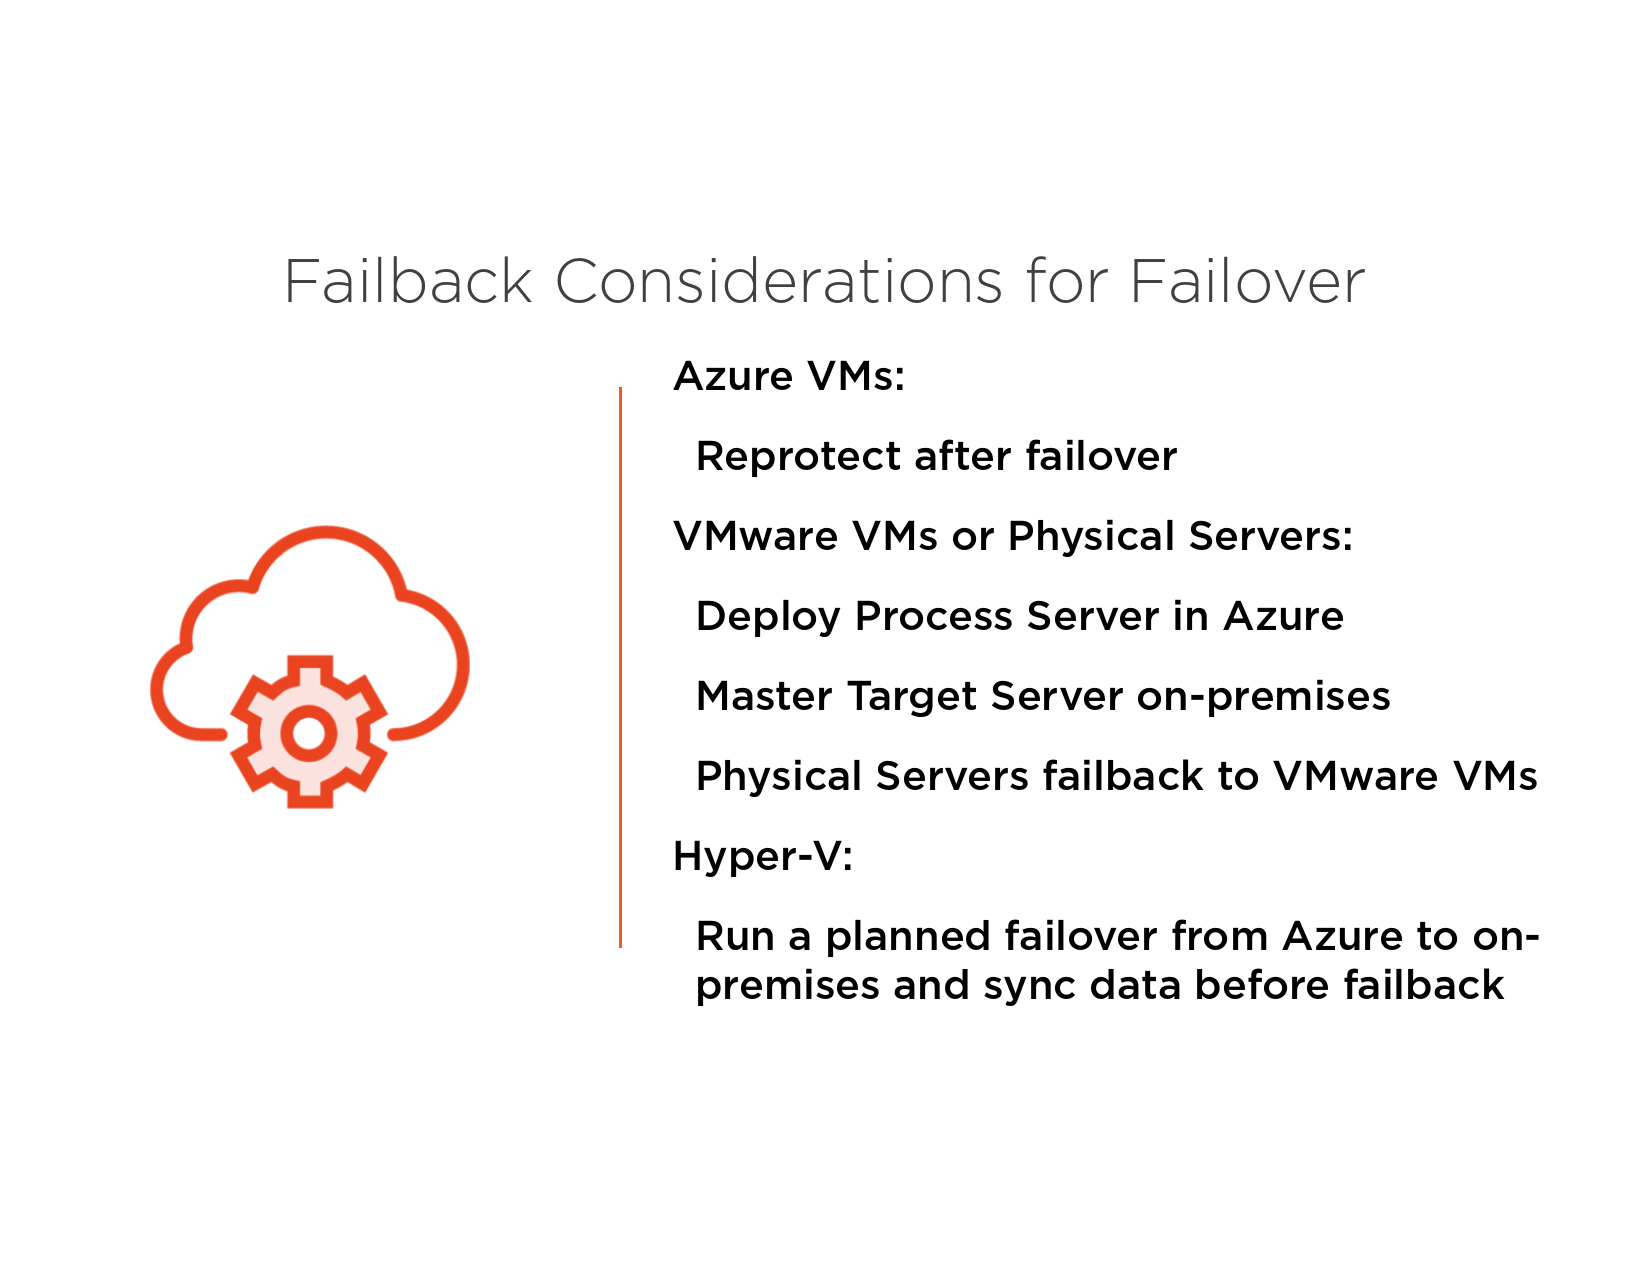 Failback Considerations for Failover
Azure VMs:
Reprotect after failover
VMware VMs or Physical Servers:
Deploy Process Server in Azure
Master Target Server on-premises
Physical Servers failback to VMware VMs
Hyper-V:
Run a planned failover from Azure to on-
premises and sync data before failback